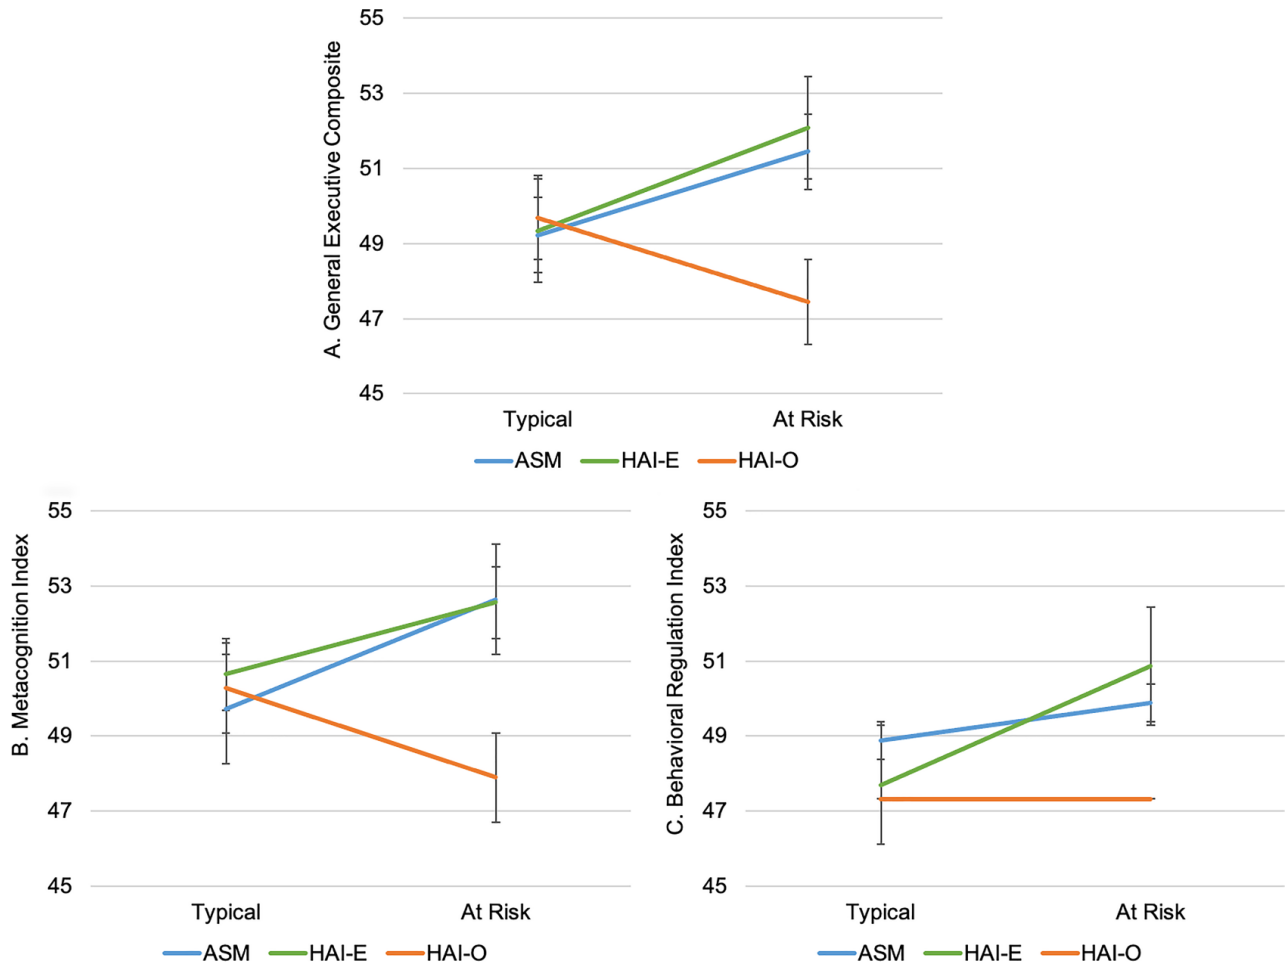 A. General Executive Composite
55
53
51
49
47
45
Typical At Risk
ASM HAI-E HAI-O
B. Metacognition Index
55
53
51
49
47
45
Typical At Risk
ASM HAI-E HAI-O
C. Behavioral Regulation Index
55
53
51
49
47
45
Typical At Risk
ASM HAI-E HAI-O